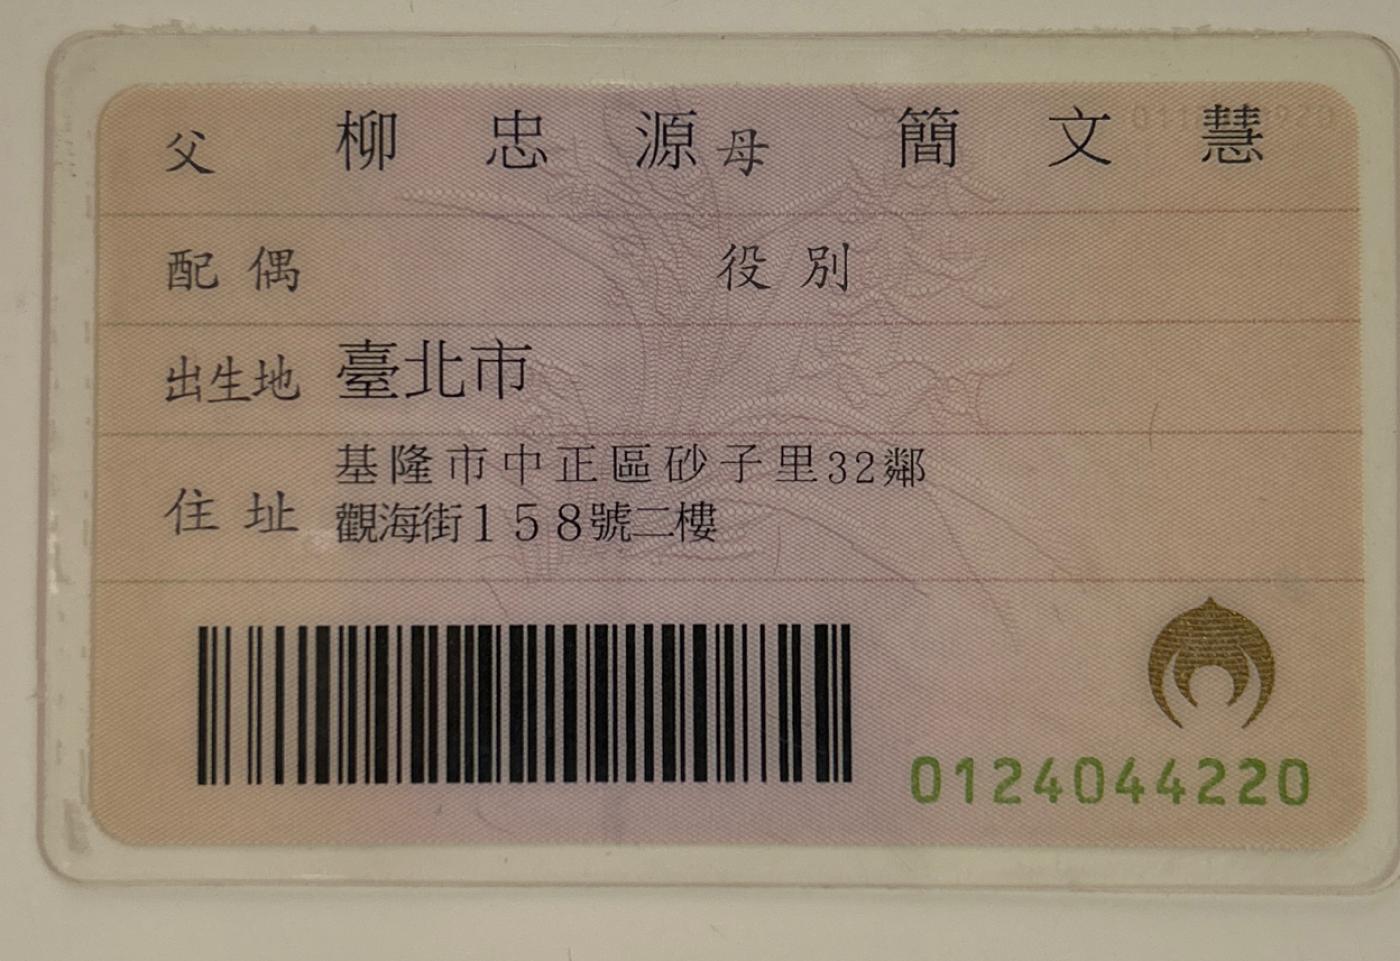 父 柳忠源 母 簡文慧
配偶 役別
出生地 臺北市
基隆市中正區砂子里32鄰
住址 觀海街158號二樓
0124044220